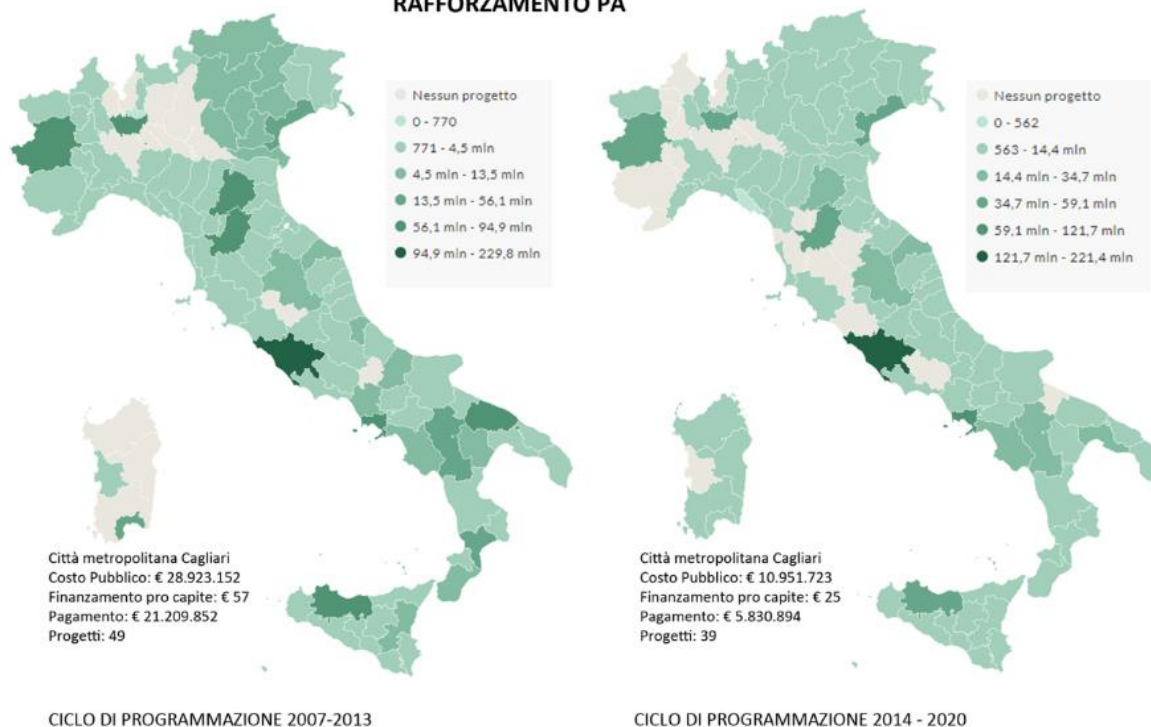 RAFFORZAMENTO PA
Nessun progetto
0 - 770
771 - 4,5 mln
4,5 mln - 13,5 mln
13,5 mln - 56,1 mln
56,1 mln - 94,9 mln
94,9 mln - 229,8 mln
Nessun progetto
0 - 562
563 - 14,4 mln
14,4 mln - 34,7 mln
34,7 mln - 59,1 mln
59,1 mln - 121,7 mln
121,7 mln - 221,4 mln
Città metropolitana Cagliari
Costo Pubblico: € 28.923.152
Finanzamento pro capite: € 57
Pagamento: € 21.209.852
Progetti: 49
Città metropolitana Cagliari
Costo Pubblico: € 10.951.723
Finanzamento pro capite: € 25
Pagamento: € 5.830.894
Progetti: 39
CICLO DI PROGRAMMAZIONE 2007-2013
CICLO DI PROGRAMMAZIONE 2014 - 2020